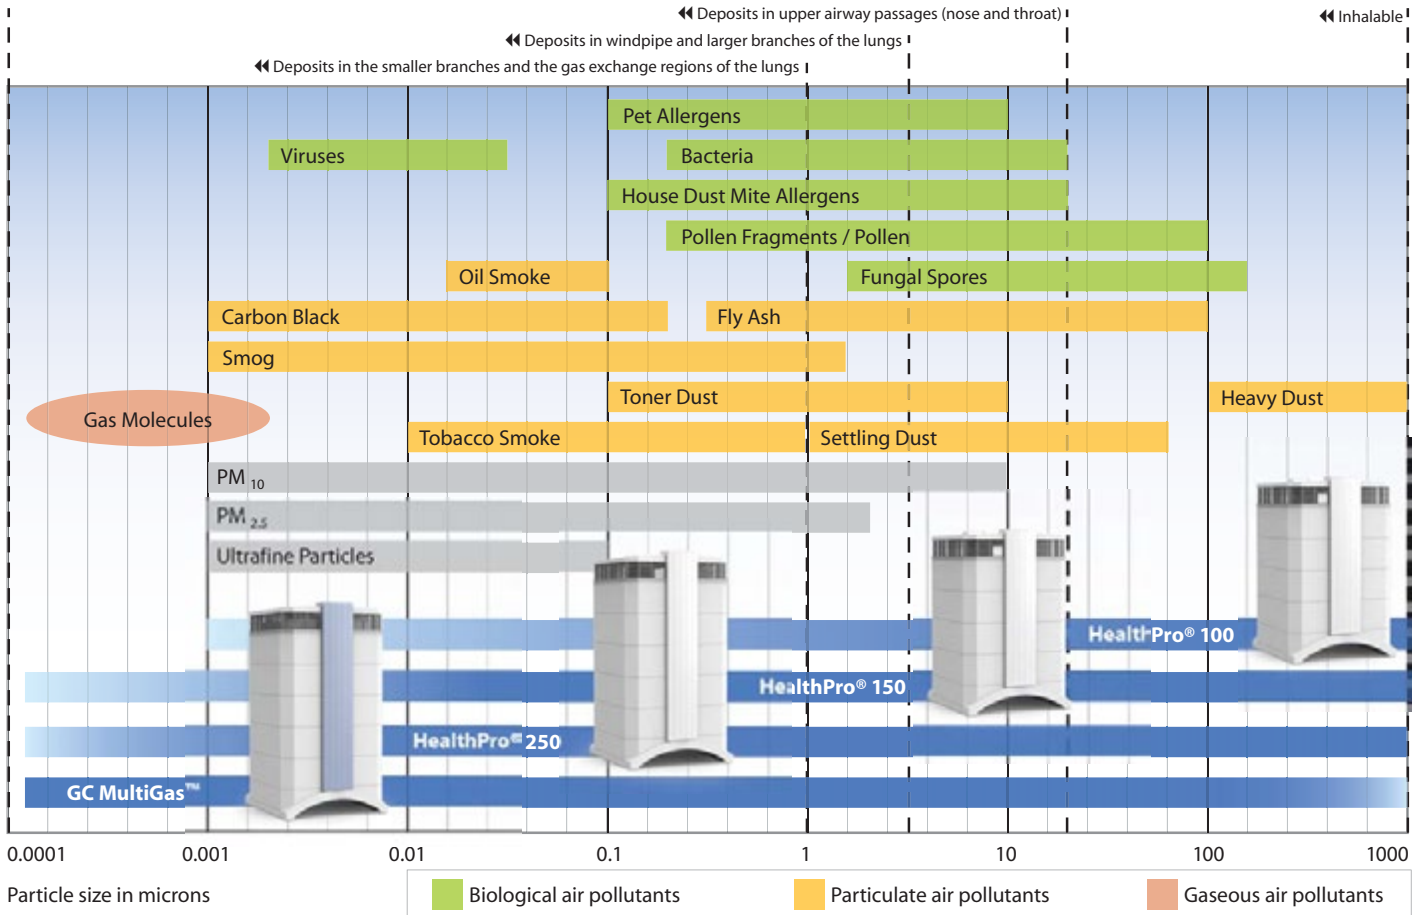 Deposits in upper airway passages (nose and throat)
Inhalable
Deposits in windpipe and larger branches of the lungs
Deposits in the smaller branches and the gas exchange regions of the lungs
Pet Allergens
Viruses
Bacteria
House Dust Mite Allergens
Pollen Fragments / Pollen
Oil Smoke
Fungal Spores
Carbon Black
Fly Ash
Smog
Toner Dust
Heavy Dust
Gas Molecules
Tobacco Smoke
Settling Dust
PM 10
PM 2.5
Ultrafine Particles
HealthPro® 100
HealthPro® 150
HealthPro® 250
GC MultiGas™
0.0001 0.001 0.01 0.1 1 10 100 1000
Particle size in microns
Biological air pollutants
Particulate air pollutants
Gaseous air pollutants